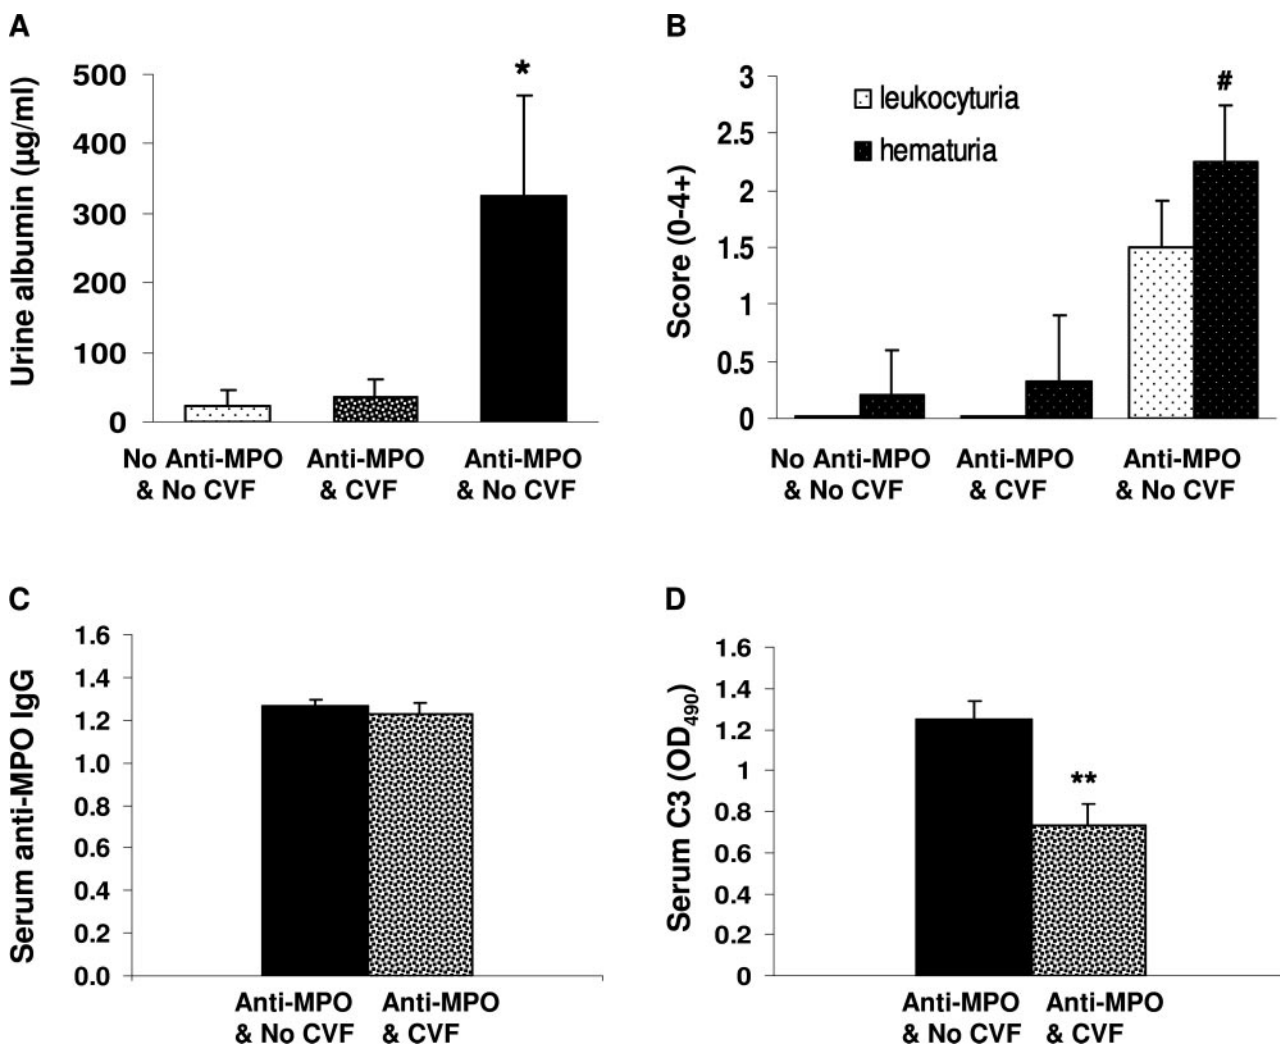 A
Urine albumin (µg/ml)
500
400
300
200
100
0
*
No Anti-MPO
& No CVF
Anti-MPO
& CVF
Anti-MPO
& No CVF
B
Score (0-4+)
3
2.5
2
1.5
1
0.5
0
leukocyturia
hematuria
#
No Anti-MPO
& No CVF
Anti-MPO
& CVF
Anti-MPO
& No CVF
C
Serum anti-MPO IgG
1.6
1.4
1.2
1.0
0.8
0.6
0.4
0.2
0.0
Anti-MPO
& No CVF
Anti-MPO
& CVF
D
Serum C3 (OD490)
1.6
1.4
1.2
1
0.8
0.6
0.4
0.2
0
**
Anti-MPO
& No CVF
Anti-MPO
& CVF